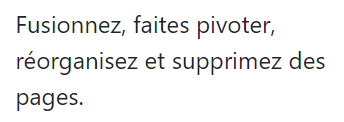 Fusionnez, faites pivoter,
réorganisez et supprimez des
pages.